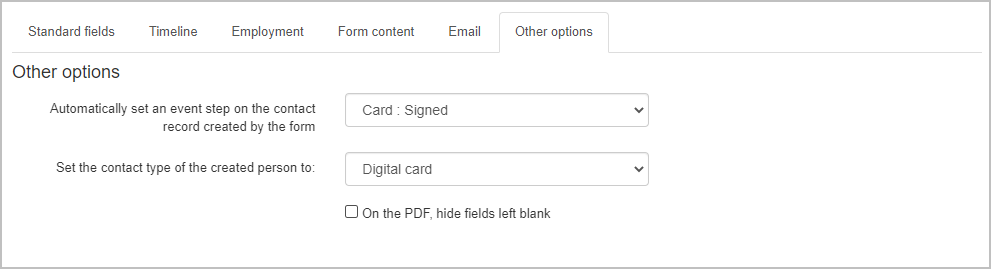 Standard fields Timeline Employment Form content Email Other options
Other options
Automatically set an event step on the contact
record created by the form
Card : Signed
Set the contact type of the created person to:
Digital card
On the PDF, hide fields left blank